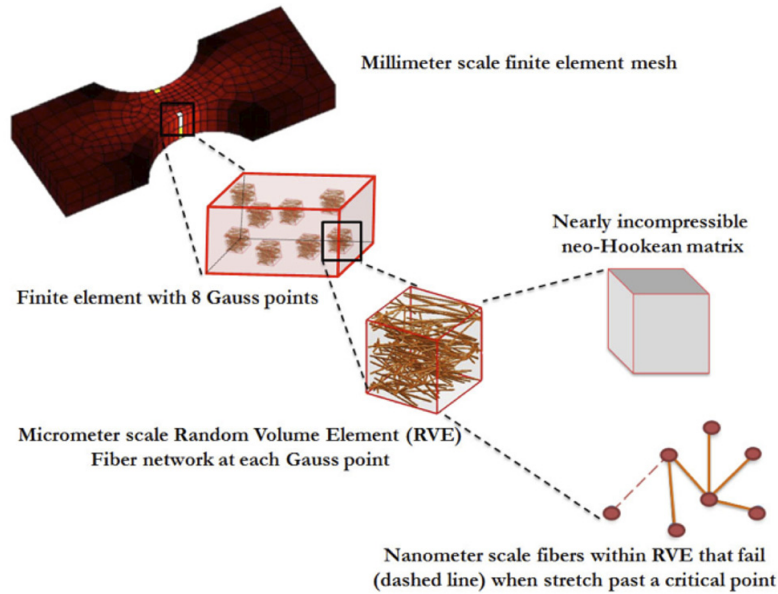 Millimeter scale finite element mesh
Nearly incompressible
neo-Hookean matrix
Finite element with 8 Gauss points
Micrometer scale Random Volume Element (RVE)
Fiber network at each Gauss point
Nanometer scale fibers within RVE that fail
(dashed line) when stretch past a critical point